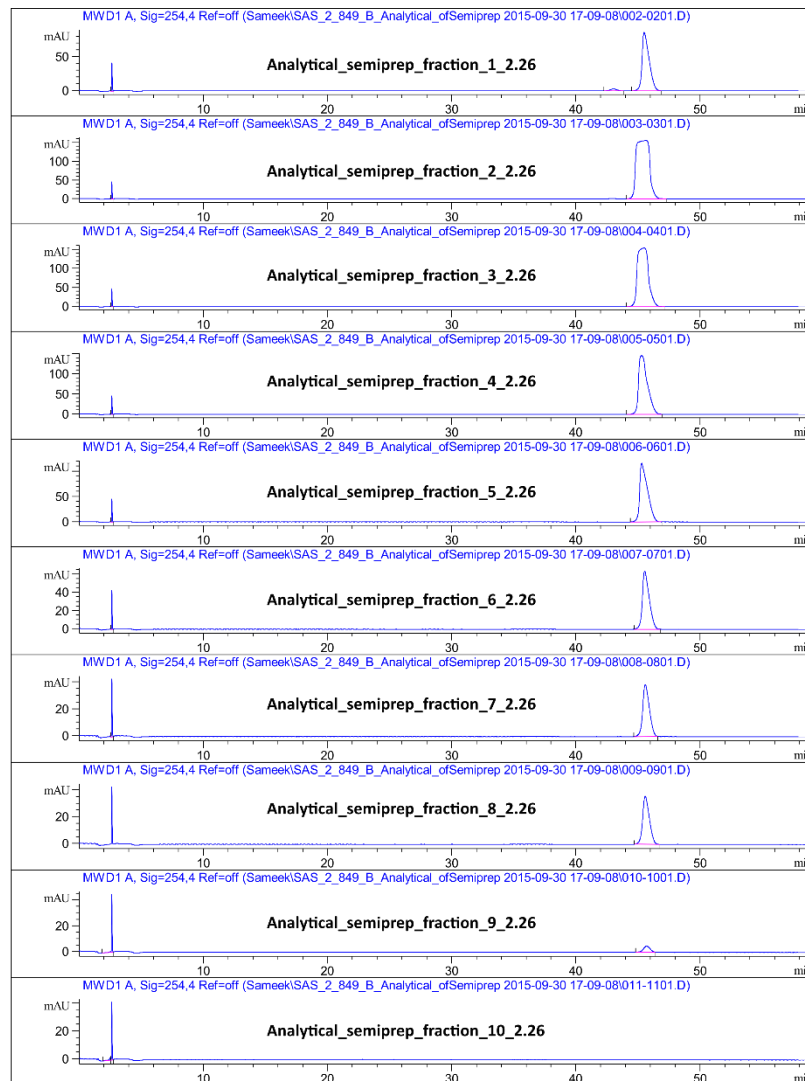 MWD1 A, Sig=254,4 Ref=off (Sameek\SAS_2_849_B_Analytical_ofSemiprep 2015-09-30 17-09-08\002-0201.D)
mAU
Analytical_semiprep_fraction_1_2.26
50
0
10 20 30 40 50 mi
MWD1 A, Sig=254,4 Ref=off (Sameek\SAS_2_849_B_Analytical_ofSemiprep 2015-09-30 17-09-08\003-0301.D)
mAU
Analytical_semiprep_fraction_2_2.26
100
50
0
10 20 30 40 50 mi
MWD1 A, Sig=254,4 Ref=off (Sameek\SAS_2_849_B_Analytical_ofSemiprep 2015-09-30 17-09-08\004-0401.D)
mAU
Analytical_semiprep_fraction_3_2.26
100
50
0
10 20 30 40 50 mi
MWD1 A, Sig=254,4 Ref=off (Sameek\SAS_2_849_B_Analytical_ofSemiprep 2015-09-30 17-09-08\005-0501.D)
mAU
Analytical_semiprep_fraction_4_2.26
100
50
0
10 20 30 40 50 mi
MWD1 A, Sig=254,4 Ref=off (Sameek\SAS_2_849_B_Analytical_ofSemiprep 2015-09-30 17-09-08\006-0601.D)
mAU
Analytical_semiprep_fraction_5_2.26
50
0
10 20 30 40 50 mi
MWD1 A, Sig=254,4 Ref=off (Sameek\SAS_2_849_B_Analytical_ofSemiprep 2015-09-30 17-09-08\007-0701.D)
mAU
Analytical_semiprep_fraction_6_2.26
40
20
0
10 20 30 40 50 mi
MWD1 A, Sig=254,4 Ref=off (Sameek\SAS_2_849_B_Analytical_ofSemiprep 2015-09-30 17-09-08\008-0801.D)
mAU
Analytical_semiprep_fraction_7_2.26
20
0
10 20 30 40 50 mi
MWD1 A, Sig=254,4 Ref=off (Sameek\SAS_2_849_B_Analytical_ofSemiprep 2015-09-30 17-09-08\009-0901.D)
mAU
Analytical_semiprep_fraction_8_2.26
20
0
10 20 30 40 50 mi
MWD1 A, Sig=254,4 Ref=off (Sameek\SAS_2_849_B_Analytical_ofSemiprep 2015-09-30 17-09-08\010-1001.D)
mAU
Analytical_semiprep_fraction_9_2.26
20
0
10 20 30 40 50 mi
MWD1 A, Sig=254,4 Ref=off (Sameek\SAS_2_849_B_Analytical_ofSemiprep 2015-09-30 17-09-08\011-1101.D)
mAU
Analytical_semiprep_fraction_10_2.26
20
0
10 20 30 40 50 mi